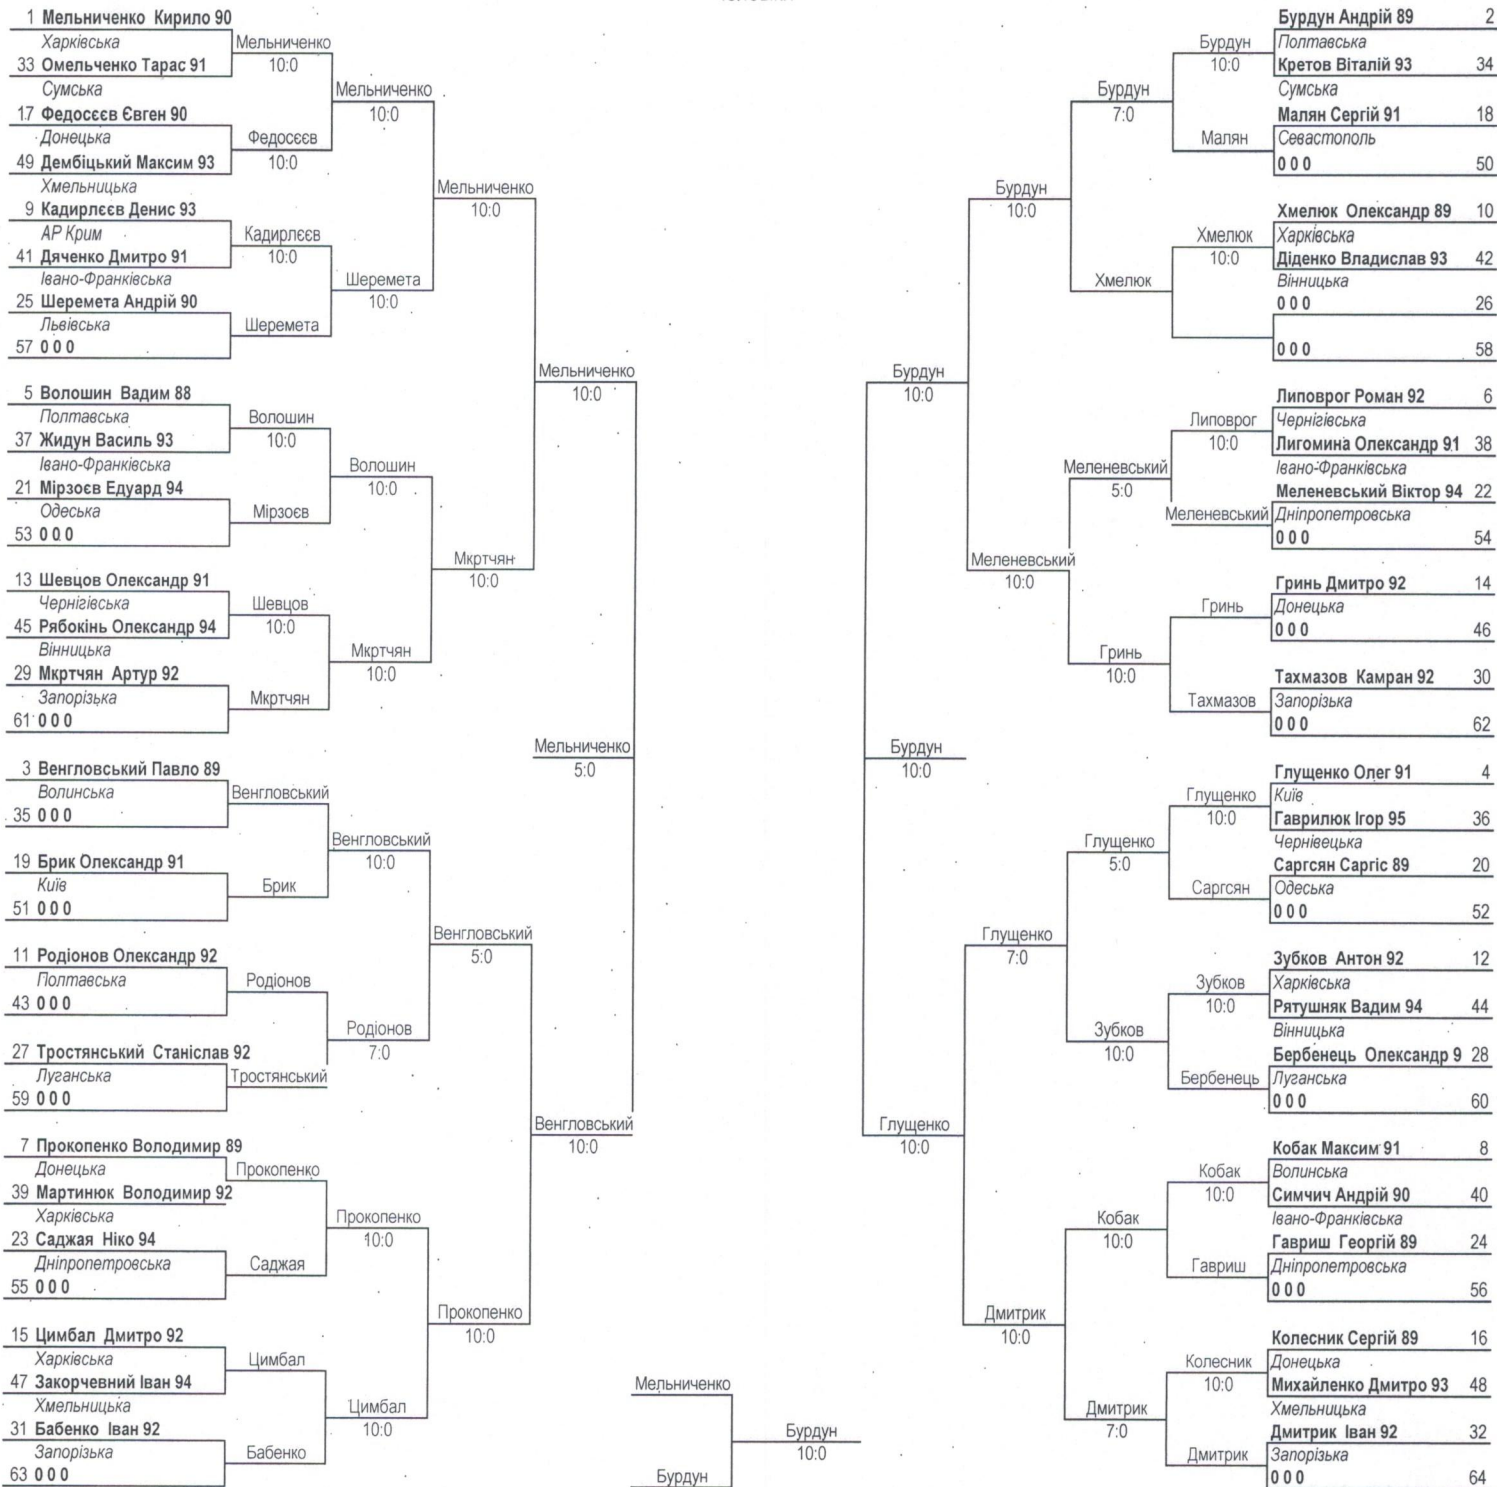 1 Мельниченко Кирило 90
Харківська
33 Омельченко Тарас 91
Сумська
17 Федосєєв Євген 90
Донецька
49 Дембіцький Максим 93
Хмельницька
9 Кадирлєєв Денис 93
АР Крим
41 Дяченко Дмитро 91
Івано-Франківська
25 Шеремета Андрій 90
Львівська
57 0 0 0
5 Волошин Вадим 88
Полтавська
37 Жидун Василь 93
Івано-Франківська
21 Мірзоєв Едуард 94
Одеська
53 0 0 0
13 Шевцов Олександр 91
Чернігівська
45 Рябокінь Олександр 94
Вінницька
29 Мкртчян Артур 92
Запорізька
61 0 0 0
3 Венгловський Павло 89
Волинська
35 0 0 0
19 Брик Олександр 91
Київ
51 0 0 0
11 Родіонов Олександр 92
Полтавська
43 0 0 0
27 Тростянський Станіслав 92
Луганська
59 0 0 0
7 Прокопенко Володимир 89
Донецька
39 Мартинюк Володимир 92
Харківська
23 Саджая Ніко 94
Дніпропетровська
55 0 0 0
15 Цимбал Дмитро 92
Харківська
47 Закорчевний Іван 94
Хмельницька
31 Бабенко Іван 92
Запорізька
63 0 0 0
Мельниченко
10:0
Федосєєв
10:0
Кадирлєєв
10:0
Шеремета
Волошин
10:0
Мірзоєв
Шевцов
10:0
Мкртчян
Венгловський
Брик
Родіонов
Тростянський
Прокопенко
Саджая
Цимбал
Бабенко
Мельниченко
10:0
Шеремета
10:0
Волошин
10:0
Мкртчян
10:0
Венгловський
10:0
Родіонов
7:0
Прокопенко
10:0
Цимбал
10:0
Мельниченко
10:0
Мкртчян
10:0
Венгловський
5:0
Прокопенко
10:0
Мельниченко
10:0
Венгловський
10:0
Мельниченко
5:0
Мельниченко
Бурдун
Бурдун
10:0
Бурдун
10:0
Бурдун
10:0
Глущенко
10:0
Бурдун
10:0
Меленевський
10:0
Глущенко
7:0
Дмитрик
10:0
Бурдун
7:0
Хмелюк
Меленевський
5:0
Гринь
10:0
Глущенко
5:0
Зубков
10:0
Кобак
10:0
Дмитрик
7:0
Бурдун
10:0
Малян
Хмелюк
10:0
Липоврог
10:0
Меленевський
Гринь
Тахмазов
Глущенко
10:0
Саргсян
Зубков
10:0
Бербенець
Кобак
10:0
Гавриш
Колесник
10:0
Дмитрик
Бурдун Андрій 89 2
Полтавська
Кретов Віталій 93 34
Сумська
Малян Сергій 91 18
Севастополь
0 0 0 50
Хмелюк Олександр 89 10
Харківська
Діденко Владислав 93 42
Вінницька
0 0 0 26
0 0 0 58
Липоврог Роман 92 6
Чернігівська
Лигомина Олександр 91 38
Івано-Франківська
Меленевський Віктор 94 22
Дніпропетровська
0 0 0 54
Гринь Дмитро 92 14
Донецька
0 0 0 46
Тахмазов Камран 92 30
Запорізька
0 0 0 62
Глущенко Олег 91 4
Київ
Гаврилюк Ігор 95 36
Чернівецька
Саргсян Саргіс 89 20
Одеська
0 0 0 52
Зубков Антон 92 12
Харківська
Рятушняк Вадим 94 44
Вінницька
Бербенець Олександр 9 28
Луганська
0 0 0 60
Кобак Максим 91 8
Волинська
Симчич Андрій 90 40
Івано-Франківська
Гавриш Георгій 89 24
Дніпропетровська
0 0 0 56
Колесник Сергій 89 16
Донецька
Михайленко Дмитро 93 48
Хмельницька
Дмитрик Іван 92 32
Запорізька
0 0 0 64